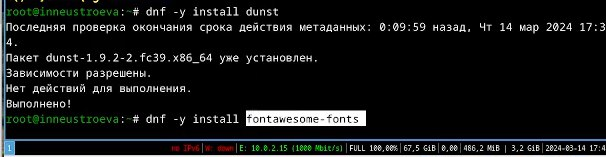 root@inneustroeva:~# dnf -y install dunst
Последняя проверка окончания срока действия метаданных: 0:09:59 назад, Чт 14 мар 2024 17:3
4.
Пакет dunst-1.9.2-2.fc39.x86_64 уже установлен.
Зависимости разрешены.
Нет действий для выполнения.
Выполнено!
root@inneustroeva:~# dnf -y install fontawesome-fonts
1 no IPv6 | W: down | E: 10.0.2.15 (1000 Mbit/s) | FULL 100,00% | 67,5 GiB | 0,00 | 486,2 MiB | 3,2 GiB | 2024-03-14 17:4